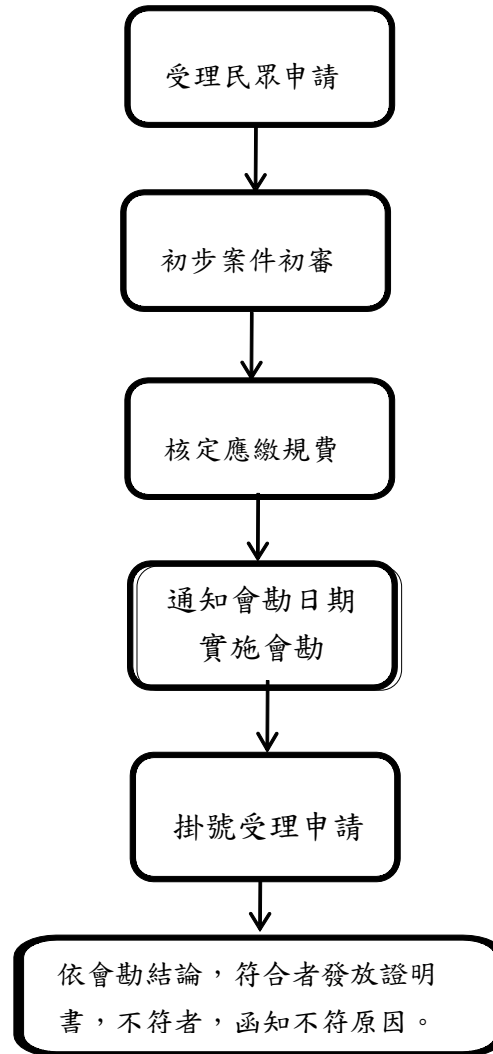 受理民眾申請
初步案件初審
核定應繳規費
通知會勘日期
實施會勘
掛號受理申請
依會勘結論，符合者發放證明
書，不符者，函知不符原因。